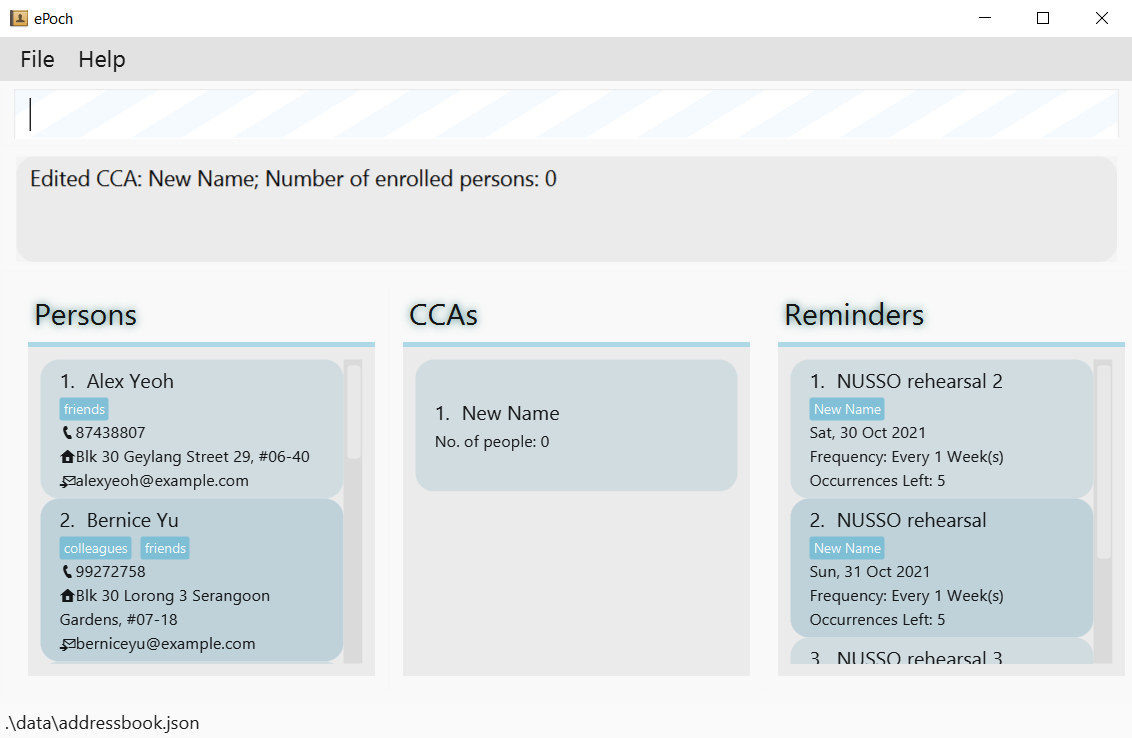 ePoch
File Help
Edited CCA: New Name; Number of enrolled persons: 0
Persons
1. Alex Yeoh
friends
87438807
Blk 30 Geylang Street 29, #06-40
alexyeoh@example.com
2. Bernice Yu
colleagues friends
99272758
Blk 30 Lorong 3 Serangoon
Gardens, #07-18
berniceyu@example.com
CCAs
1. New Name
No. of people: 0
Reminders
1. NUSSO rehearsal 2
New Name
Sat, 30 Oct 2021
Frequency: Every 1 Week(s)
Occurrences Left: 5
2. NUSSO rehearsal
New Name
Sun, 31 Oct 2021
Frequency: Every 1 Week(s)
Occurrences Left: 5
3. NUSSO rehearsal 3
.\data\addressbook.json